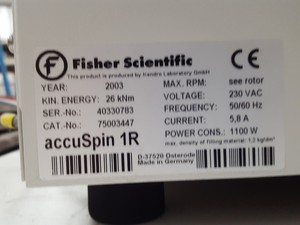 Fisher Scientific
CE
This product is produced by Kendro Laboratory GmbH
YEAR: 2003
KIN. ENERGY: 26 kNm
SER.-No.: 40330783
CAT.-No.: 75003447
accuSpin 1R
MAX. RPM: see rotor
VOLTAGE: 230 VAC
FREQUENCY: 50/60 Hz
CURRENT: 5,8 A
POWER CONS.: 1100 W
max. density of filling material: 1,2 kg/dm³
D-37520 Osterode
Made in Germany